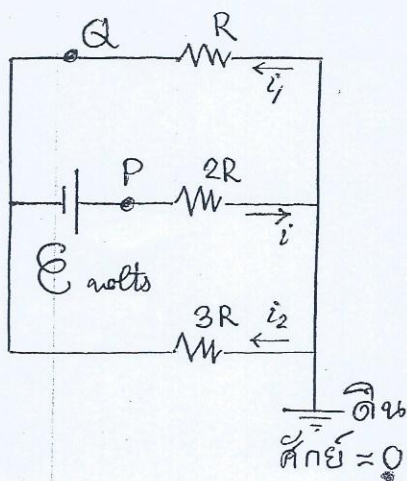 Q R
i₁
P 2R
i
ℰ volts
3R i₂
ดิน
ศักย์ = 0